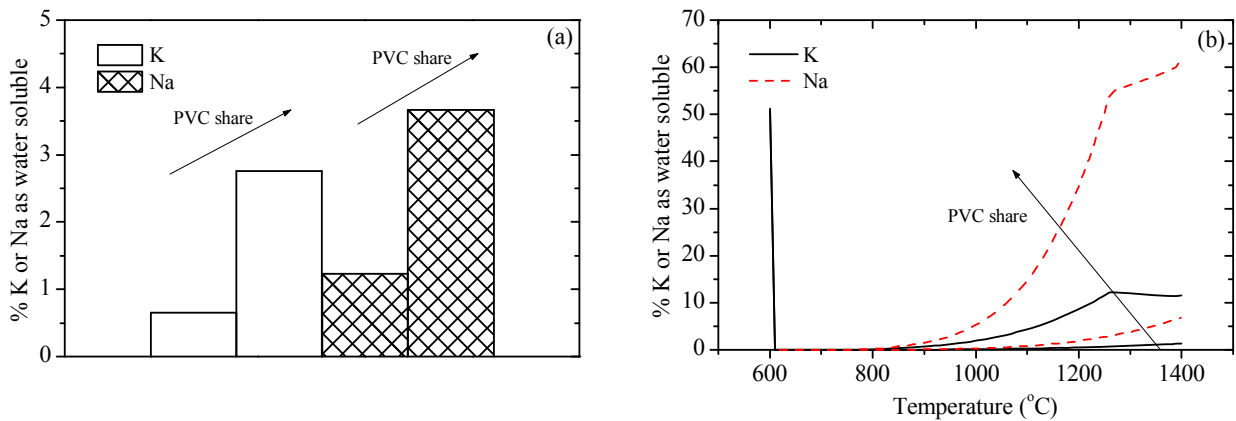 (a)
K
Na
PVC share
PVC share
% K or Na as water soluble
5
4
3
2
1
0
(b)
K
Na
PVC share
% K or Na as water soluble
70
60
50
40
30
20
10
0
600 800 1000 1200 1400
Temperature (°C)